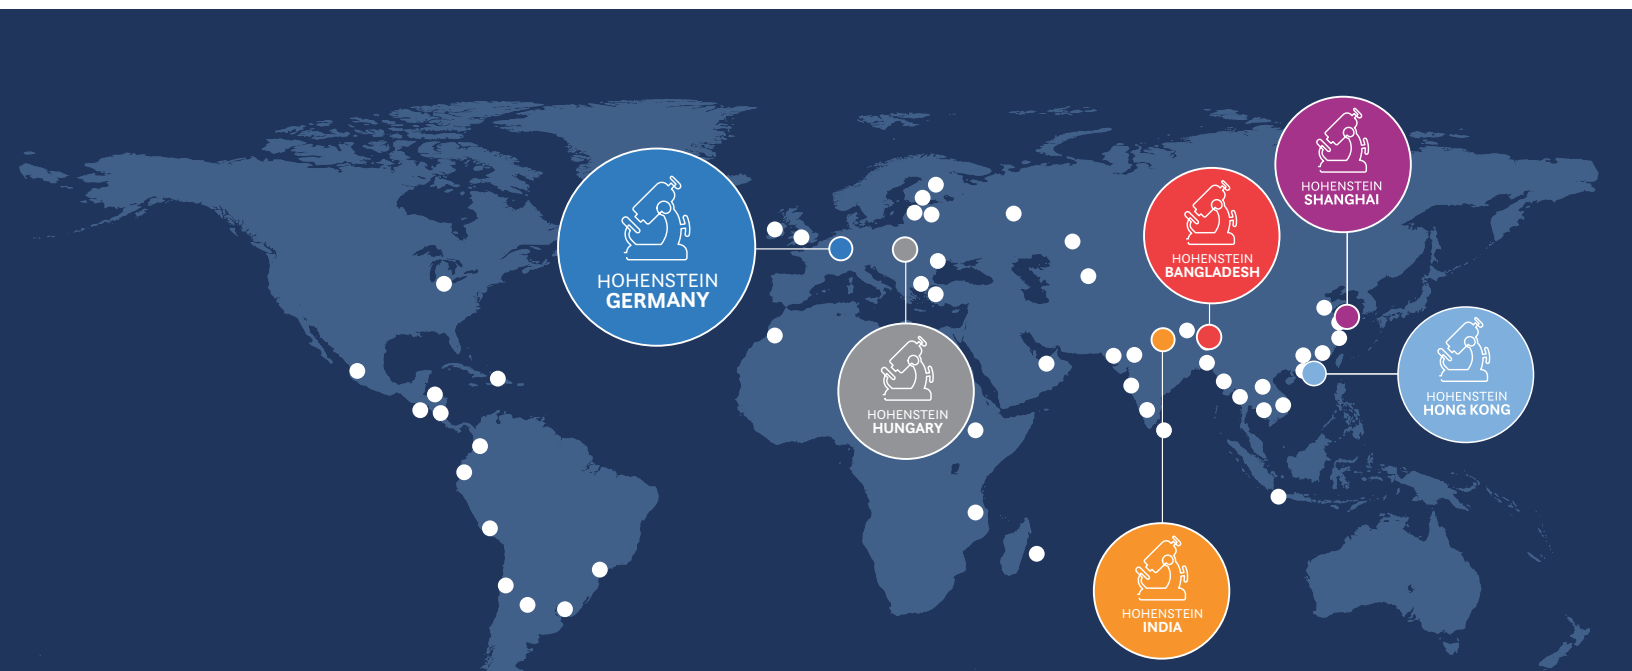 HOHENSTEIN
GERMANY
HOHENSTEIN
HUNGARY
HOHENSTEIN
BANGLADESH
HOHENSTEIN
SHANGHAI
HOHENSTEIN
HONG KONG
HOHENSTEIN
INDIA